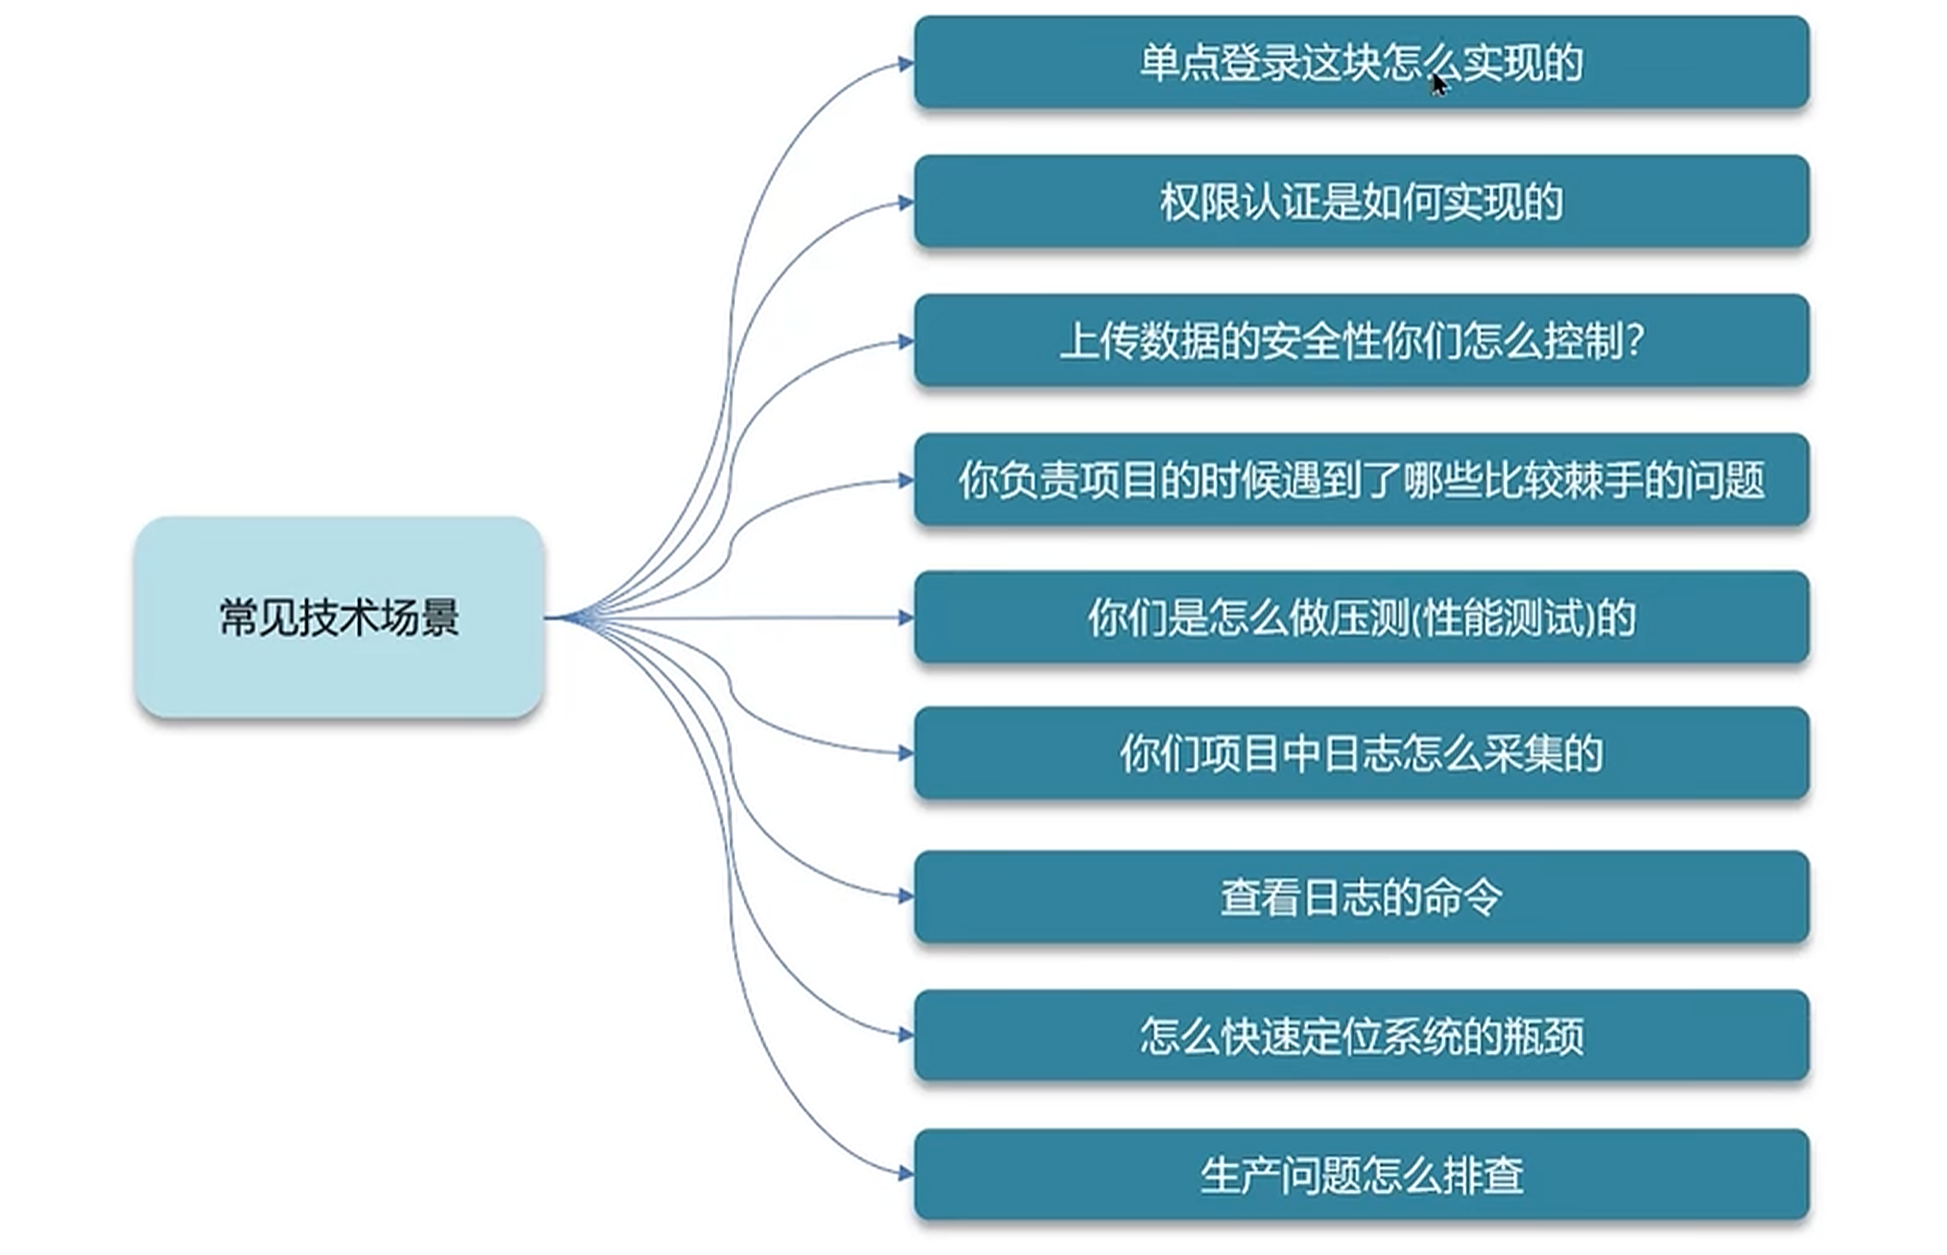 单点登录这块怎么实现的
权限认证是如何实现的
上传数据的安全性你们怎么控制?
你负责项目的时候遇到了哪些比较棘手的问题
常见技术场景
你们是怎么做压测(性能测试)的
你们项目中日志怎么采集的
查看日志的命令
怎么快速定位系统的瓶颈
生产问题怎么排查